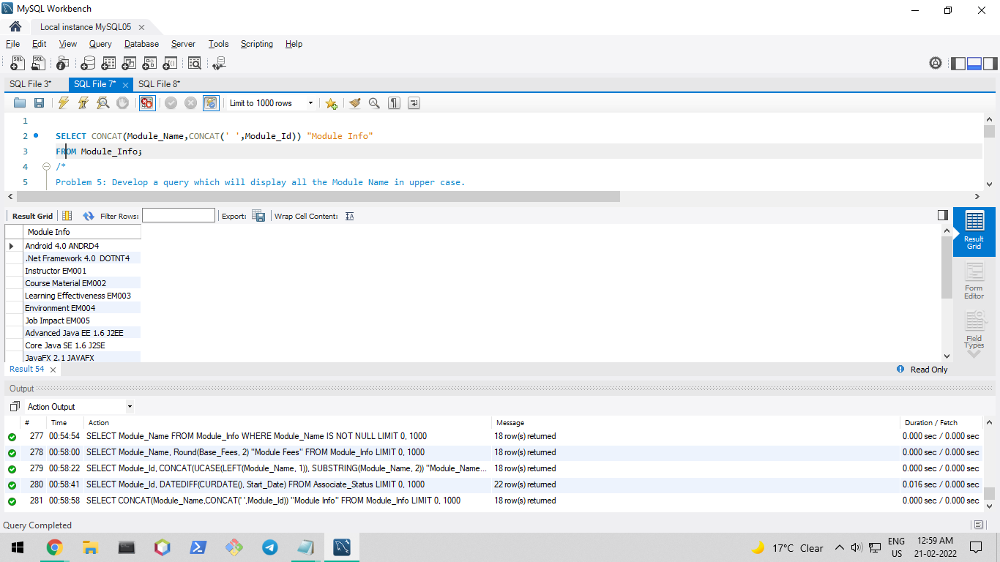 MySQL Workbench
Local instance MySQL05
File Edit View Query Database Server Tools Scripting Help
SQL File 3* SQL File 7* SQL File 8*
Limit to 1000 rows
1
2 SELECT CONCAT(Module_Name,CONCAT(' ',Module_Id)) "Module Info"
3 FROM Module_Info;
4 /*
5 Problem 5: Develop a query which will display all the Module Name in upper case.
Result Grid Filter Rows: Export: Wrap Cell Content:
Module Info
Android 4.0 ANDRD4
.Net Framework 4.0  DOTNT4
Instructor EM001
Course Material EM002
Learning Effectiveness EM003
Environment EM004
Job Impact EM005
Advanced Java EE 1.6 J2EE
Core Java SE 1.6 J2SE
JavaFX 2.1 JAVAFX
Result Grid
Form Editor
Field Types
Result 54 Read Only
Output
Action Output
# Time Action Message Duration / Fetch
277 00:54:54 SELECT Module_Name FROM Module_Info WHERE Module_Name IS NOT NULL LIMIT 0, 1000 18 row(s) returned 0.000 sec / 0.000 sec
278 00:58:00 SELECT Module_Name, Round(Base_Fees, 2) "Module Fees" FROM Module_Info LIMIT 0, 1000 18 row(s) returned 0.000 sec / 0.000 sec
279 00:58:22 SELECT Module_Id, CONCAT(UCASE(LEFT(Module_Name, 1)), SUBSTRING(Module_Name, 2)) "Module_Name... 18 row(s) returned 0.000 sec / 0.000 sec
280 00:58:41 SELECT Module_Id, DATEDIFF(CURDATE(), Start_Date) FROM Associate_Status LIMIT 0, 1000 22 row(s) returned 0.016 sec / 0.000 sec
281 00:58:58 SELECT CONCAT(Module_Name,CONCAT(' ',Module_Id)) "Module Info" FROM Module_Info LIMIT 0, 1000 18 row(s) returned 0.000 sec / 0.000 sec
Query Completed
17°C Clear ENG US 12:59 AM 21-02-2022